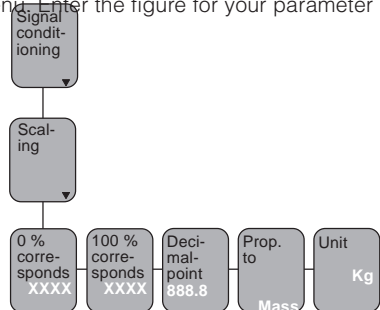 nu. Enter the figure for your parameter
Signal
condit-
ioning
Scal-
ing
0 %
corre-
sponds
XXXX
100 %
corre-
sponds
XXXX
Deci-
mal-
point
888.8
Prop.
to
Mass
Unit
Kg